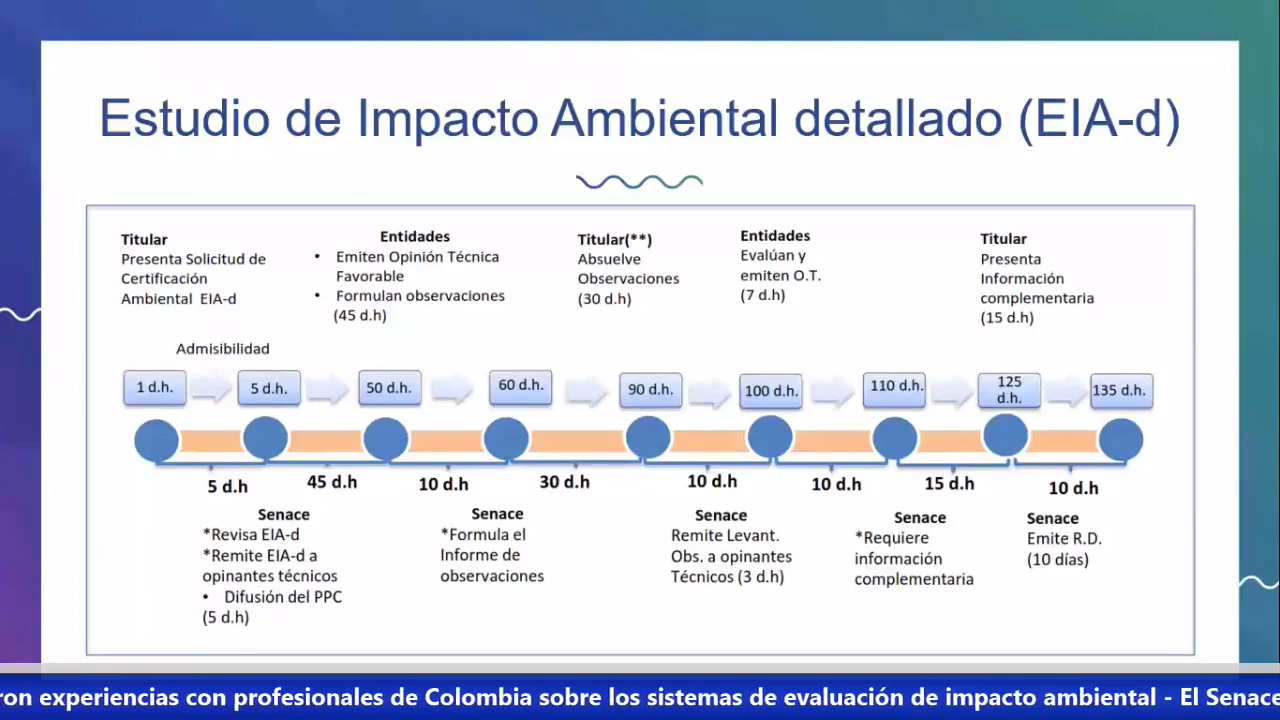 Estudio de Impacto Ambiental detallado (EIA-d)
Titular
Presenta Solicitud de
Certificación
Ambiental EIA-d
Entidades
• Emiten Opinión Técnica
Favorable
• Formulan observaciones
(45 d.h)
Titular(**)
Absuelve
Observaciones
(30 d.h)
Entidades
Evalúan y
emiten O.T.
(7 d.h)
Titular
Presenta
Información
complementaria
(15 d.h)
Admisibilidad
1 d.h.
5 d.h.
50 d.h.
60 d.h.
90 d.h.
100 d.h.
110 d.h.
125
d.h.
135 d.h.
5 d.h
45 d.h
10 d.h
30 d.h
10 d.h
10 d.h
15 d.h
10 d.h
Senace
*Revisa EIA-d
*Remite EIA-d a
opinantes técnicos
• Difusión del PPC
(5 d.h)
Senace
*Formula el
Informe de
observaciones
Senace
Remite Levant.
Obs. a opinantes
Técnicos (3 d.h)
Senace
*Requiere
información
complementaria
Senace
Emite R.D.
(10 días)
ron experiencias con profesionales de Colombia sobre los sistemas de evaluación de impacto ambiental - El Senace